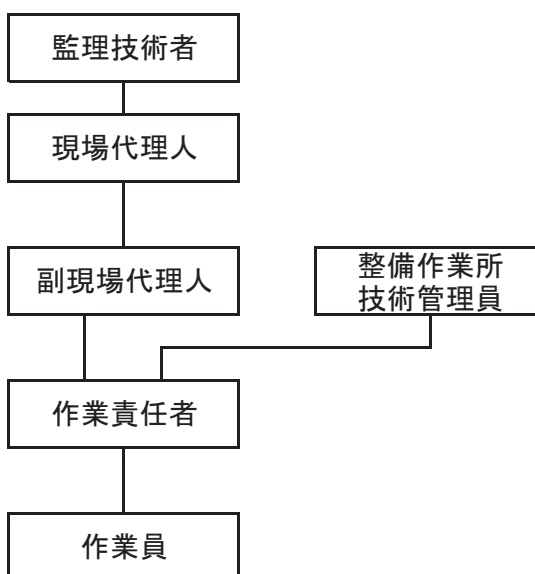 監理技術者
現場代理人
副現場代理人
整備作業所
技術管理員
作業責任者
作業員